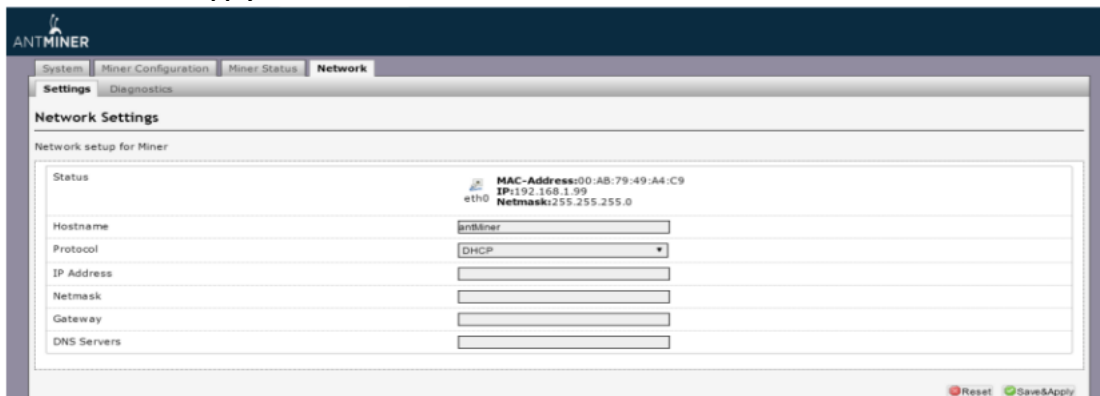 ANTMINER
System Miner Configuration Miner Status Network
Settings Diagnostics
Network Settings
Network setup for Miner
Status
MAC-Address:00:AB:79:49:A4:C9
IP:192.168.1.99
eth0 Netmask:255.255.255.0
Hostname antMiner
Protocol DHCP
IP Address
Netmask
Gateway
DNS Servers
Reset Save&Apply